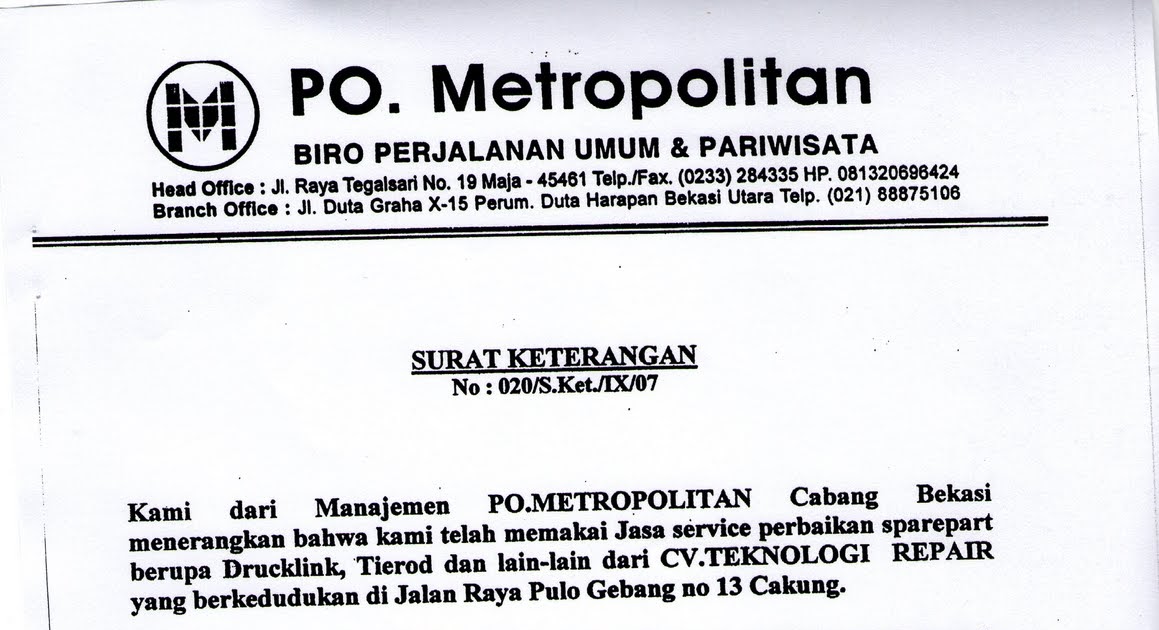 PO. Metropolitan
BIRO PERJALANAN UMUM & PARIWISATA
Head Office : Jl. Raya Tegalsari No. 19 Maja - 45461 Telp./Fax. (0233) 284335 HP. 081320696424
Branch Office : Jl. Duta Graha X-15 Perum. Duta Harapan Bekasi Utara Telp. (021) 88875106
SURAT KETERANGAN
No : 020/S.Ket./IX/07
Kami dari Manajemen PO.METROPOLITAN Cabang Bekasi
menerangkan bahwa kami telah memakai Jasa service perbaikan sparepart
berupa Drucklink, Tierod dan lain-lain dari CV.TEKNOLOGI REPAIR
yang berkedudukan di Jalan Raya Pulo Gebang no 13 Cakung.